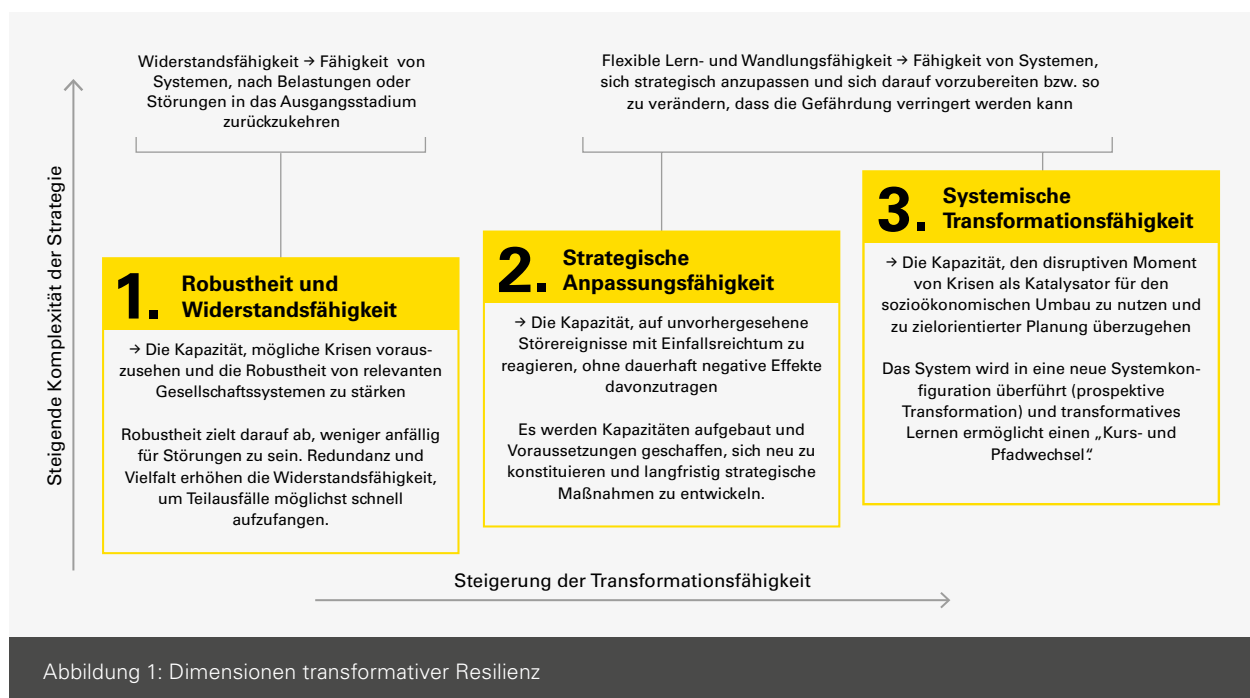 Widerstandsfähigkeit → Fähigkeit von
Systemen, nach Belastungen oder
Störungen in das Ausgangsstadium
zurückzukehren
Flexible Lern- und Wandlungsfähigkeit → Fähigkeit von Systemen,
sich strategisch anzupassen und sich darauf vorzubereiten bzw. so
zu verändern, dass die Gefährdung verringert werden kann
Steigende Komplexität der Strategie
1. Robustheit und
Widerstandsfähigkeit
→ Die Kapazität, mögliche Krisen voraus-
zusehen und die Robustheit von relevanten
Gesellschaftssystemen zu stärken
Robustheit zielt darauf ab, weniger anfällig
für Störungen zu sein. Redundanz und
Vielfalt erhöhen die Widerstandsfähigkeit,
um Teilausfälle möglichst schnell
aufzufangen.
2. Strategische
Anpassungsfähigkeit
→ Die Kapazität, auf unvorhergesehene
Störereignisse mit Einfallsreichtum zu
reagieren, ohne dauerhaft negative Effekte
davonzutragen
Es werden Kapazitäten aufgebaut und
Voraussetzungen geschaffen, sich neu zu
konstituieren und langfristig strategische
Maßnahmen zu entwickeln.
3. Systemische
Transformationsfähigkeit
→ Die Kapazität, den disruptiven Moment
von Krisen als Katalysator für den
sozioökonomischen Umbau zu nutzen und
zu zielorientierter Planung überzugehen
Das System wird in eine neue Systemkon-
figuration überführt (prospektive
Transformation) und transformatives
Lernen ermöglicht einen „Kurs- und
Pfadwechsel“.
Steigerung der Transformationsfähigkeit
Abbildung 1: Dimensionen transformativer Resilienz